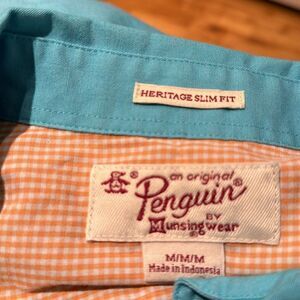 HERITAGE SLIM FIT
an original
Penguin®
BY
Munsingwear®
M/M/M
Made in Indonesia